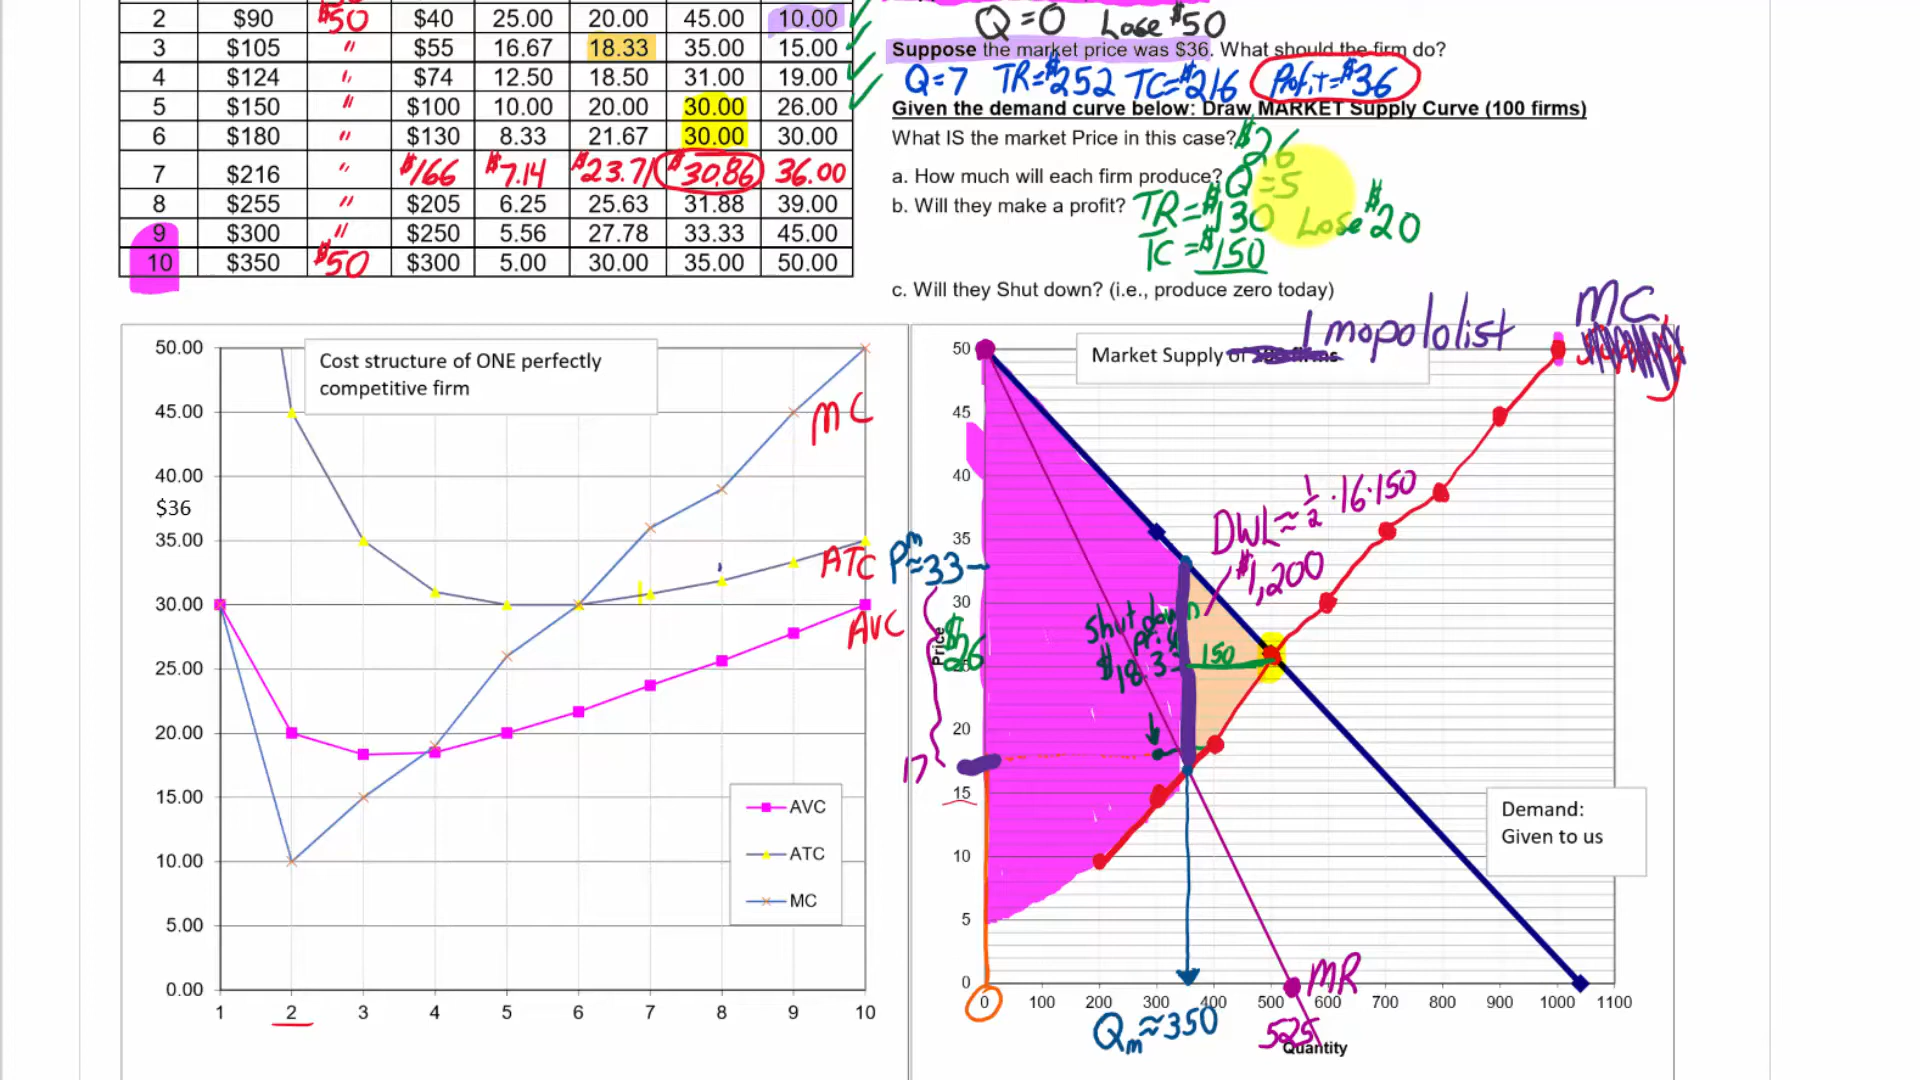 2 $90 $50 $40 25.00 20.00 45.00 10.00
3 $105 " $55 16.67 18.33 35.00 15.00
4 $124 " $74 12.50 18.50 31.00 19.00
5 $150 " $100 10.00 20.00 30.00 26.00
6 $180 " $130 8.33 21.67 30.00 30.00
7 $216 " $166 $7.14 $23.71 $30.86 36.00
8 $255 " $205 6.25 25.63 31.88 39.00
9 $300 " $250 5.56 27.78 33.33 45.00
10 $350 $50 $300 5.00 30.00 35.00 50.00
Q=0 Lose $50
Suppose the market price was $36. What should the firm do?
Q=7 TR=$252 TC=$216 Profit=$36
Given the demand curve below: Draw MARKET Supply Curve (100 firms)
What IS the market Price in this case? $26
a. How much will each firm produce? Q=5
b. Will they make a profit? TR=$130 Lose $20
TC=$150
c. Will they Shut down? (i.e., produce zero today)
Cost structure of ONE perfectly
competitive firm
50.00
45.00
40.00
$36
35.00
30.00
25.00
20.00
15.00
10.00
5.00
0.00
1 2 3 4 5 6 7 8 9 10
MC
ATC
AVC
AVC
ATC
MC
1 mopololist
MC
Market Supply of 100 firms
50
45
40
35
30
20
15
10
5
0
Price
Pm≈33
$26
17
DWL≈1/2·16·150
$1,200
Shut down
$18.33
150
Demand:
Given to us
MR
0 100 200 300 400 500 600 700 800 900 1000 1100
Qm≈350
525
Quantity